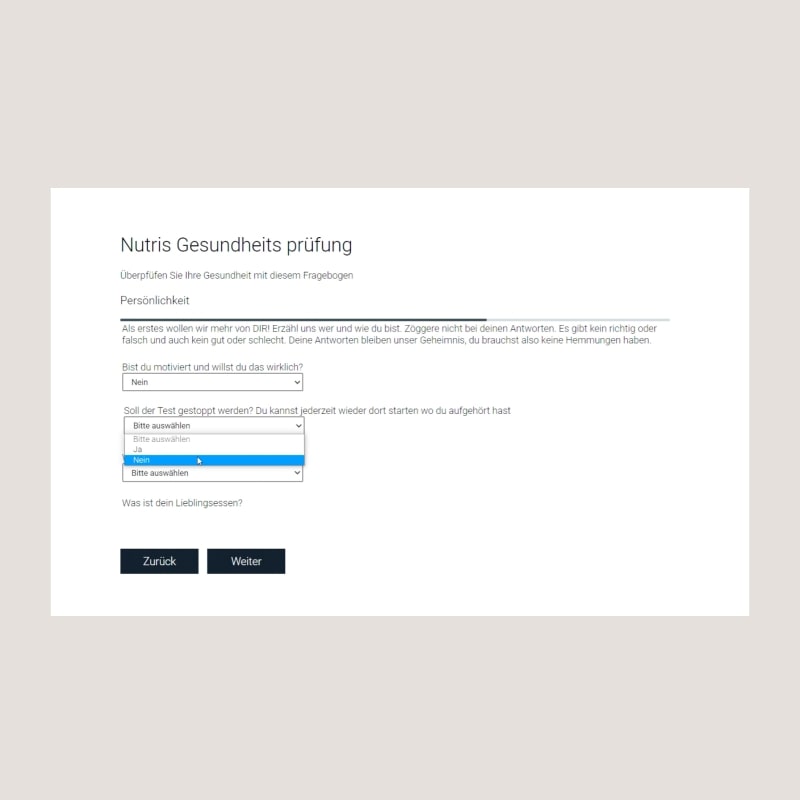 Nutris Gesundheits prüfung
Überpfüfen Sie Ihre Gesundheit mit diesem Fragebogen
Persönlichkeit
Als erstes wollen wir mehr von DIR! Erzähl uns wer und wie du bist. Zöggere nicht bei deinen Antworten. Es gibt kein richtig oder
falsch und auch kein gut oder schlecht. Deine Antworten bleiben unser Geheimnis, du brauchst also keine Hemmungen haben.
Bist du motiviert und willst du das wirklich?
Nein
Soll der Test gestoppt werden? Du kannst jederzeit wieder dort starten wo du aufgehört hast
Bitte auswählen
Bitte auswählen
Ja
Nein
Bitte auswählen
Was ist dein Lieblingsessen?
Zurück
Weiter